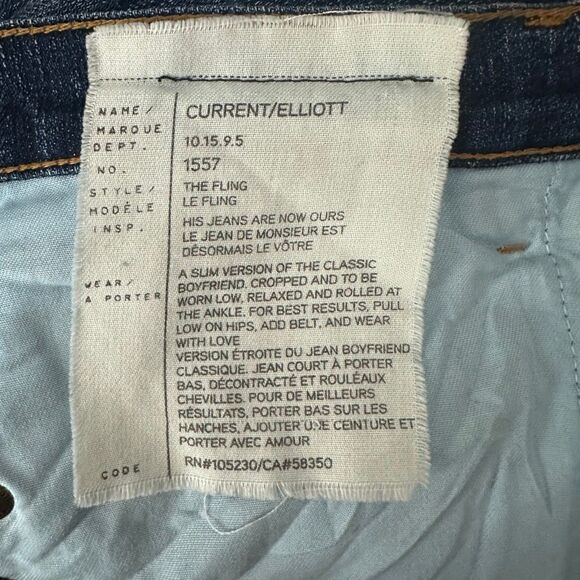 NAME/ CURRENT/ELLIOTT
MARQUE
DEPT. 10.15.9.5
NO. 1557
STYLE/ THE FLING
MODÈLE LE FLING
INSP. HIS JEANS ARE NOW OURS
LE JEAN DE MONSIEUR EST
DÉSORMAIS LE VÔTRE
WEAR/ A SLIM VERSION OF THE CLASSIC
A PORTER BOYFRIEND. CROPPED AND TO BE
WORN LOW, RELAXED AND ROLLED AT
THE ANKLE. FOR BEST RESULTS, PULL
LOW ON HIPS, ADD BELT, AND WEAR
WITH LOVE
VERSION ÉTROITE DU JEAN BOYFRIEND
CLASSIQUE. JEAN COURT À PORTER
BAS, DÉCONTRACTÉ ET ROULÉAUX
CHEVILLES. POUR DE MEILLEURS
RÉSULTATS, PORTER BAS SUR LES
HANCHES, AJOUTER UNE CEINTURE ET
PORTER AVEC AMOUR
CODE RN#105230/CA#58350